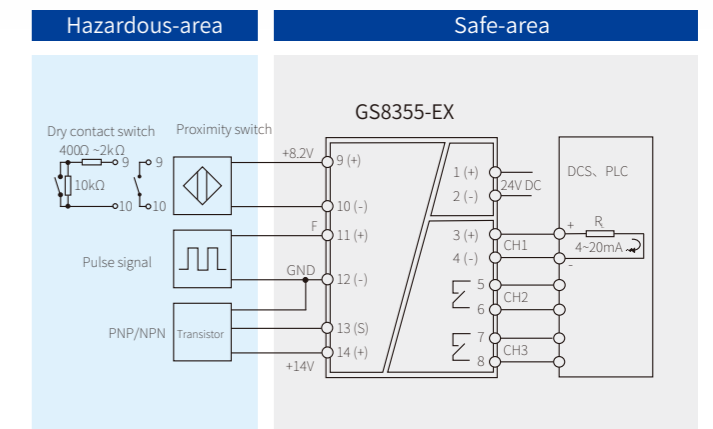 Hazardous-area
Safe-area
GS8355-EX
Dry contact switch
Proximity switch
400Ω ~2kΩ
9
9
10kΩ
10
10
+8.2V
9 (+)
10 (-)
F
11 (+)
Pulse signal
GND
12 (-)
PNP/NPN
Transistor
13 (S)
14 (+)
+14V
1 (+)
2 (-)
24V DC
3 (+)
4 (-)
CH1
5
6
CH2
7
8
CH3
DCS、PLC
+
R
4~20mA
-